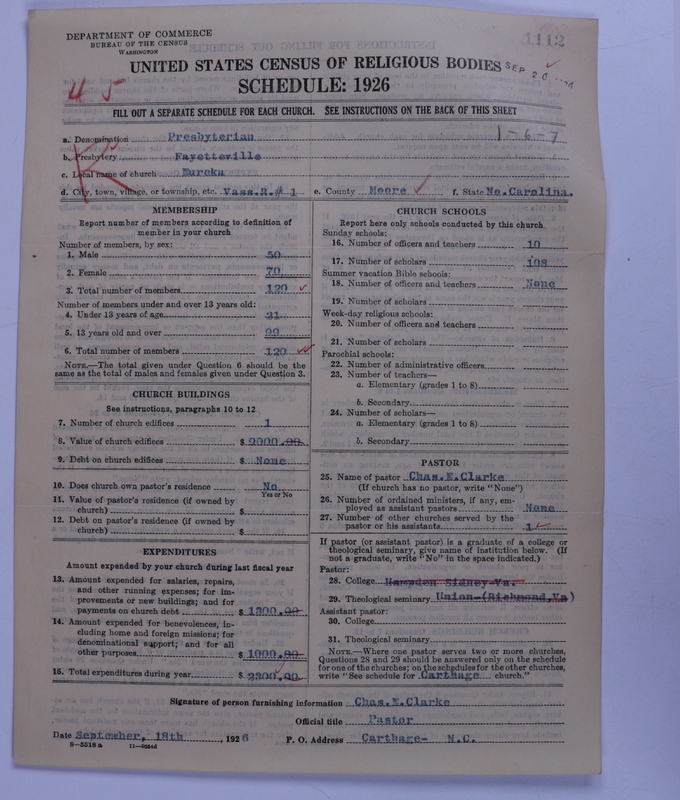 DEPARTMENT OF COMMERCE
BUREAU OF THE CENSUS
WASHINGTON
1112
UNITED STATES CENSUS OF RELIGIOUS BODIES
SEP 20
SCHEDULE: 1926
45
FILL OUT A SEPARATE SCHEDULE FOR EACH CHURCH. SEE INSTRUCTIONS ON THE BACK OF THIS SHEET
1-6-7
a. Denomination Presbyterian
b. Presbytery Fayetteville
c. Local name of church Eureka
d. City, town, village, or township, etc. Vass.R.# 1 e. County Moore f. State No.Carolina.
MEMBERSHIP
Report number of members according to definition of
member in your church
Number of members, by sex:
1. Male 50
2. Female 70
3. Total number of members 120
Number of members under and over 13 years old:
4. Under 13 years of age 21
5. 13 years old and over 99
6. Total number of members 120
NOTE.—The total given under Question 6 should be the
same as the total of males and females given under Question 3.
CHURCH BUILDINGS
See instructions, paragraphs 10 to 12
7. Number of church edifices 1
8. Value of church edifices $ 2000.00
9. Debt on church edifices $ None
10. Does church own pastor's residence No
Yes or No
11. Value of pastor's residence (if owned by
church) $
12. Debt on pastor's residence (if owned by
church) $
EXPENDITURES
Amount expended by your church during last fiscal year
13. Amount expended for salaries, repairs,
and other running expenses; for im-
provements or new buildings; and for
payments on church debt $ 1200.00
14. Amount expended for benevolences, in-
cluding home and foreign missions; for
denominational support; and for all
other purposes $ 1000.00
15. Total expenditures during year $ 2200.00
CHURCH SCHOOLS
Report here only schools conducted by this church
Sunday schools:
16. Number of officers and teachers 10
17. Number of scholars 108
Summer vacation Bible schools:
18. Number of officers and teachers None
19. Number of scholars
Week-day religious schools:
20. Number of officers and teachers
21. Number of scholars
Parochial schools:
22. Number of administrative officers
23. Number of teachers—
a. Elementary (grades 1 to 8)
b. Secondary
24. Number of scholars—
a. Elementary (grades 1 to 8)
b. Secondary
PASTOR
25. Name of pastor Chas.E.Clarke
(If church has no pastor, write "None")
26. Number of ordained ministers, if any, em-
ployed as assistant pastors None
27. Number of other churches served by the
pastor or his assistants 1
If pastor (or assistant pastor) is a graduate of a college or
theological seminary, give name of institution below. (If
not a graduate, write "No" in the space indicated.)
Pastor:
28. College Hampden Sidney Va.
29. Theological seminary Union-(Richmond,Va)
Assistant pastor:
30. College
31. Theological seminary
NOTE.—Where one pastor serves two or more churches,
Questions 28 and 29 should be answered only on the schedule
for one of the churches; on the schedules for the other churches,
write "See schedule for Carthage church."
Signature of person furnishing information Chas.E.Clarke
Official title Pastor
Date September, 18th, 1926 P. O. Address Carthage- N.C.
8-5518a